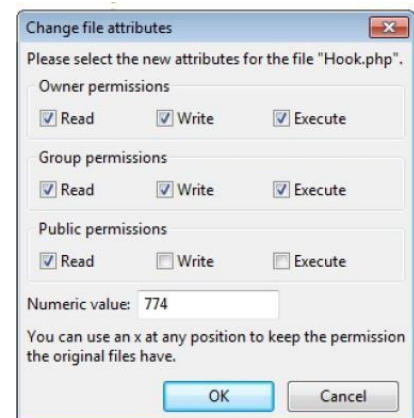 Change file attributes
Please select the new attributes for the file "Hook.php".
Owner permissions
Read Write Execute
Group permissions
Read Write Execute
Public permissions
Read Write Execute
Numeric value: 774
You can use an x at any position to keep the permission
the original files have.
OK Cancel